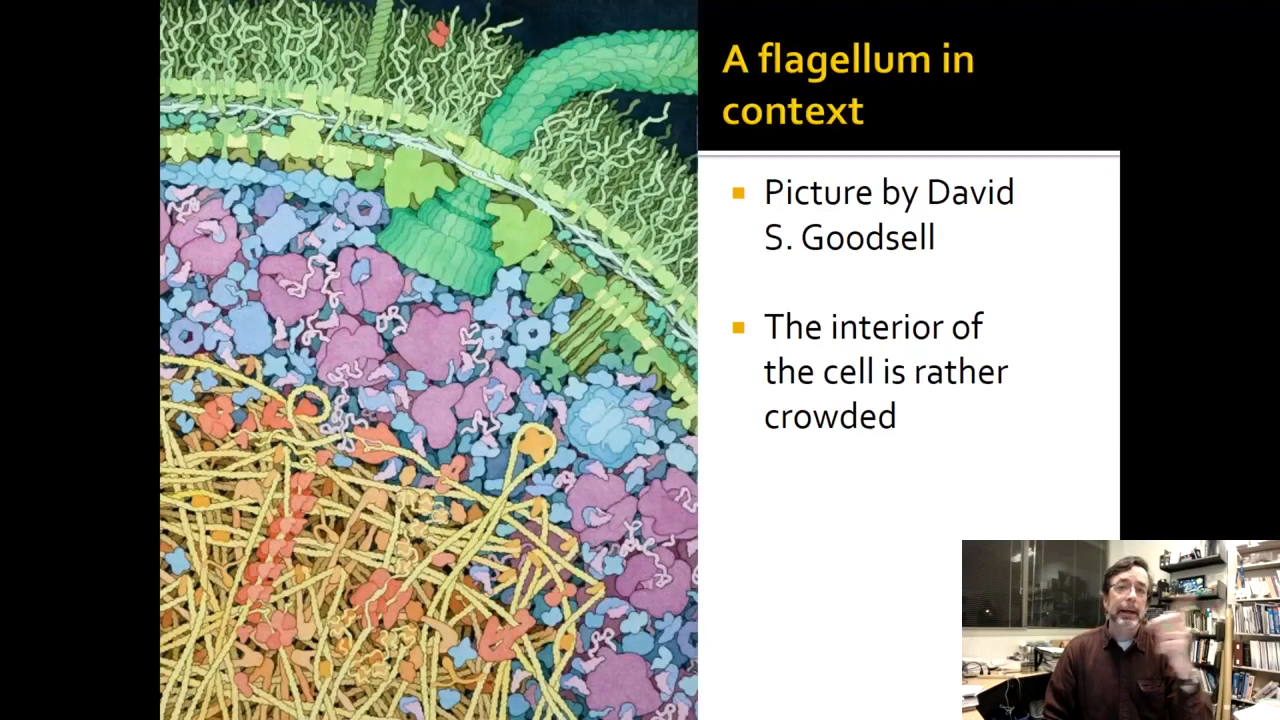 A flagellum in
context
Picture by David
S. Goodsell
The interior of
the cell is rather
crowded